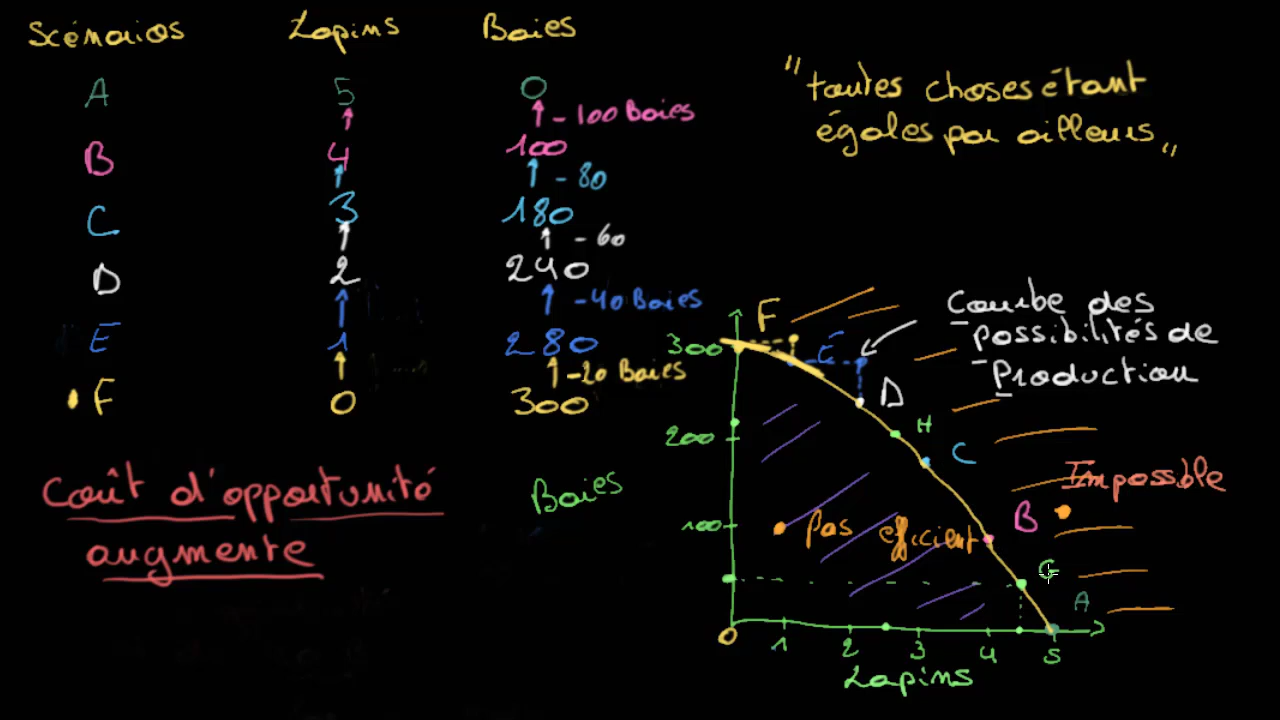 Scénarios Lapins Baies
A 5 0
- 100 Baies
B 4 100
- 80
C 3 180
- 60
D 2 240
- 40 Baies
E 1 280
- 20 Baies
F 0 300
Coût d'opportunité
augmente
"toutes choses étant
égales par ailleurs"
Courbe des
possibilités de
Production
F
300
E
D
H
200
C
Impossible
Baies
100
Pas efficient
B
G
A
0 1 2 3 4 5
Lapins